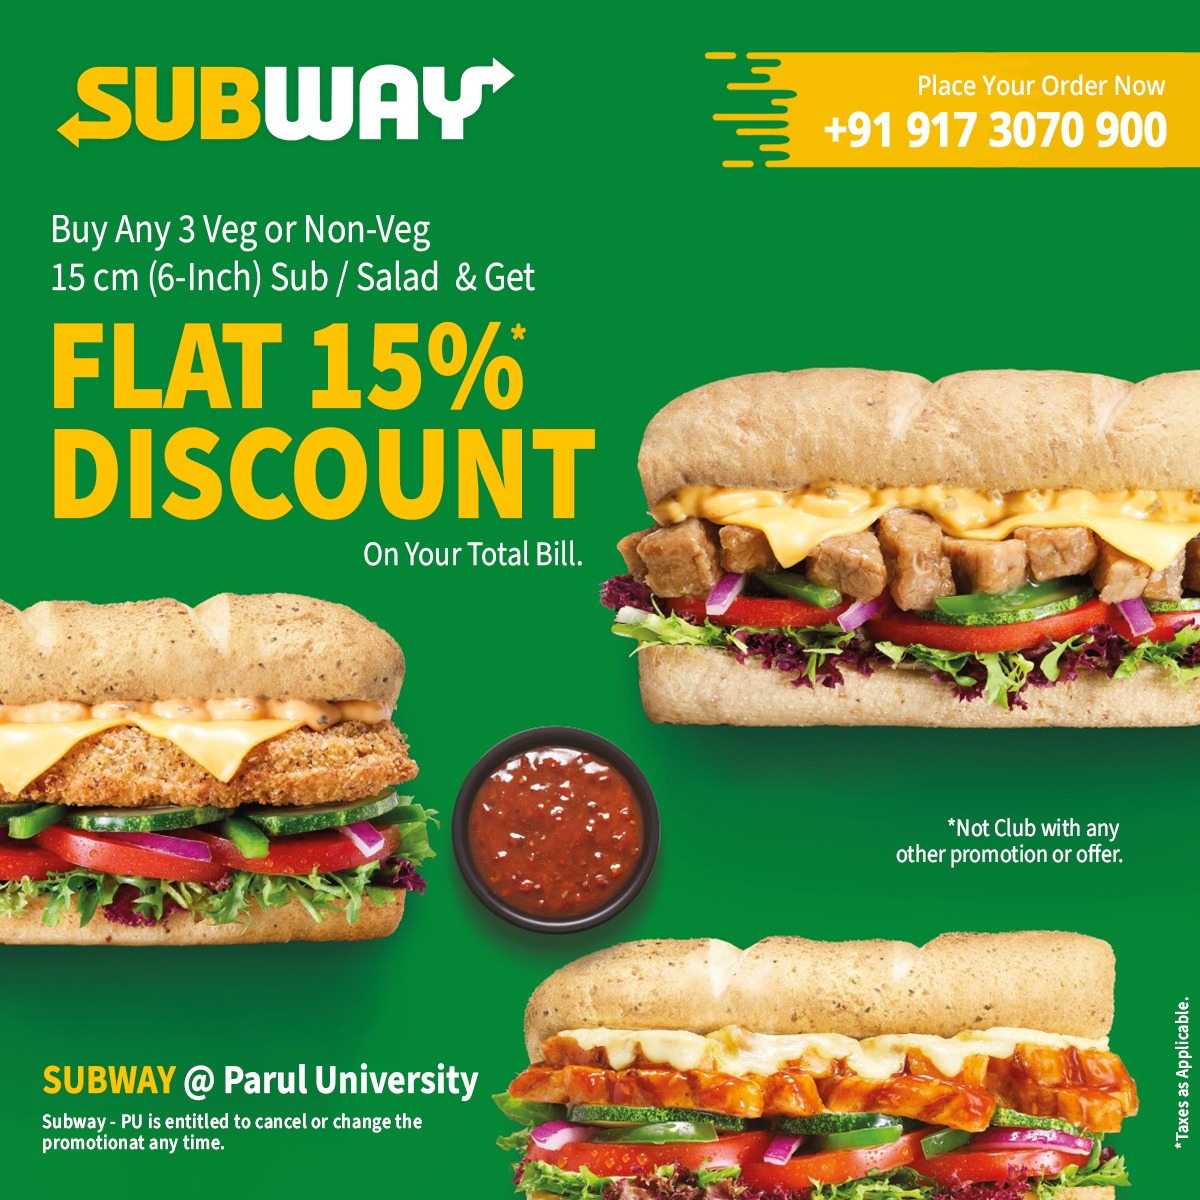 SUBWAY
Place Your Order Now
+91 917 3070 900
Buy Any 3 Veg or Non-Veg
15 cm (6-Inch) Sub / Salad & Get
FLAT 15%*
DISCOUNT
On Your Total Bill.
*Not Club with any
other promotion or offer.
SUBWAY @ Parul University
Subway - PU is entitled to cancel or change the
promotionat any time.
*Taxes as Applicable.